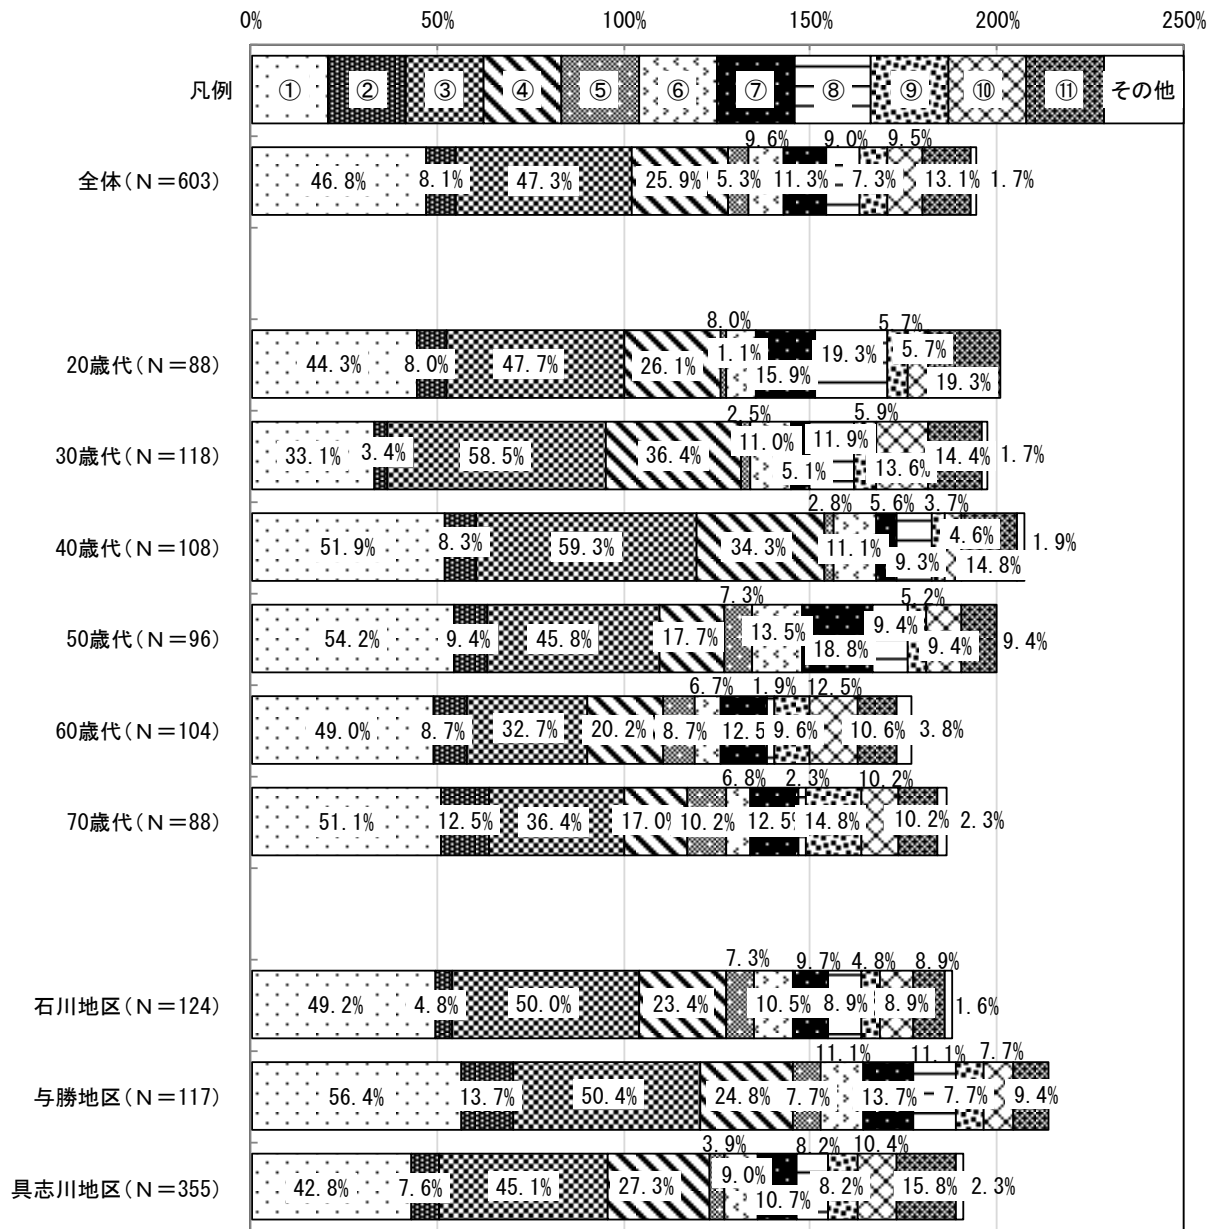 0% 50% 100% 150% 200% 250%
凡例 ① ② ③ ④ ⑤ ⑥ ⑦ ⑧ ⑨ ⑩ ⑪ その他
9.6% 9.0% 9.5%
全体(N=603) 46.8% 8.1% 47.3% 25.9% 5.3% 11.3% 7.3% 13.1% 1.7%
8.0% 5.7%
20歳代(N=88) 44.3% 8.0% 47.7% 26.1% 1.1% 15.9% 19.3% 5.7% 19.3%
2.5% 5.9%
30歳代(N=118) 33.1% 3.4% 58.5% 36.4% 11.0% 5.1% 11.9% 13.6% 14.4% 1.7%
2.8% 5.6% 3.7%
40歳代(N=108) 51.9% 8.3% 59.3% 34.3% 11.1% 9.3% 4.6% 14.8% 1.9%
7.3% 5.2%
50歳代(N=96) 54.2% 9.4% 45.8% 17.7% 13.5% 18.8% 9.4% 9.4% 9.4%
6.7% 1.9% 12.5%
60歳代(N=104) 49.0% 8.7% 32.7% 20.2% 8.7% 12.5% 9.6% 10.6% 3.8%
6.8% 2.3% 10.2%
70歳代(N=88) 51.1% 12.5% 36.4% 17.0% 10.2% 12.5% 14.8% 10.2% 2.3%
7.3% 9.7% 4.8% 8.9%
石川地区(N=124) 49.2% 4.8% 50.0% 23.4% 10.5% 8.9% 8.9% 1.6%
11.1% 11.1% 7.7%
与勝地区(N=117) 56.4% 13.7% 50.4% 24.8% 7.7% 13.7% 7.7% 9.4%
3.9% 8.2% 10.4%
具志川地区(N=355) 42.8% 7.6% 45.1% 27.3% 9.0% 10.7% 8.2% 15.8% 2.3%